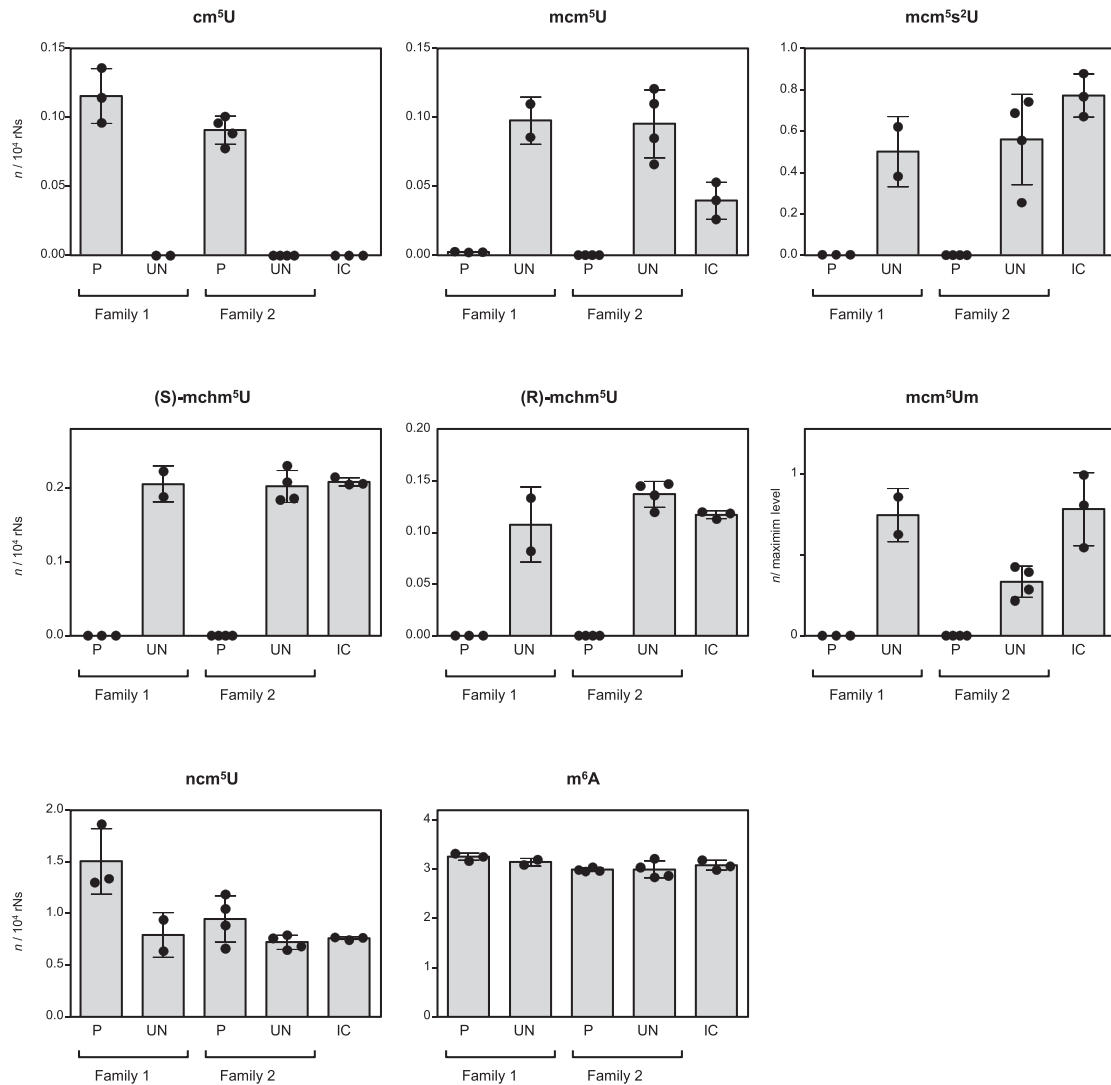 cm⁵U
n / 10⁴ rNs
0.15
0.10
0.05
0.00
P UN P UN IC
Family 1 Family 2
mcm⁵U
0.15
0.10
0.05
0.00
P UN P UN IC
Family 1 Family 2
mcm⁵s²U
1.0
0.8
0.6
0.4
0.2
0.0
P UN P UN IC
Family 1 Family 2
(S)-mchm⁵U
n / 10⁴ rNs
0.2
0.1
0.0
P UN P UN IC
Family 1 Family 2
(R)-mchm⁵U
0.20
0.15
0.10
0.05
0.00
P UN P UN IC
Family 1 Family 2
mcm⁵Um
n/ maximim level
1
0
P UN P UN IC
Family 1 Family 2
ncm⁵U
n / 10⁴ rNs
2.0
1.5
1.0
0.5
0.0
P UN P UN IC
Family 1 Family 2
m⁶A
4
3
2
1
0
P UN P UN IC
Family 1 Family 2